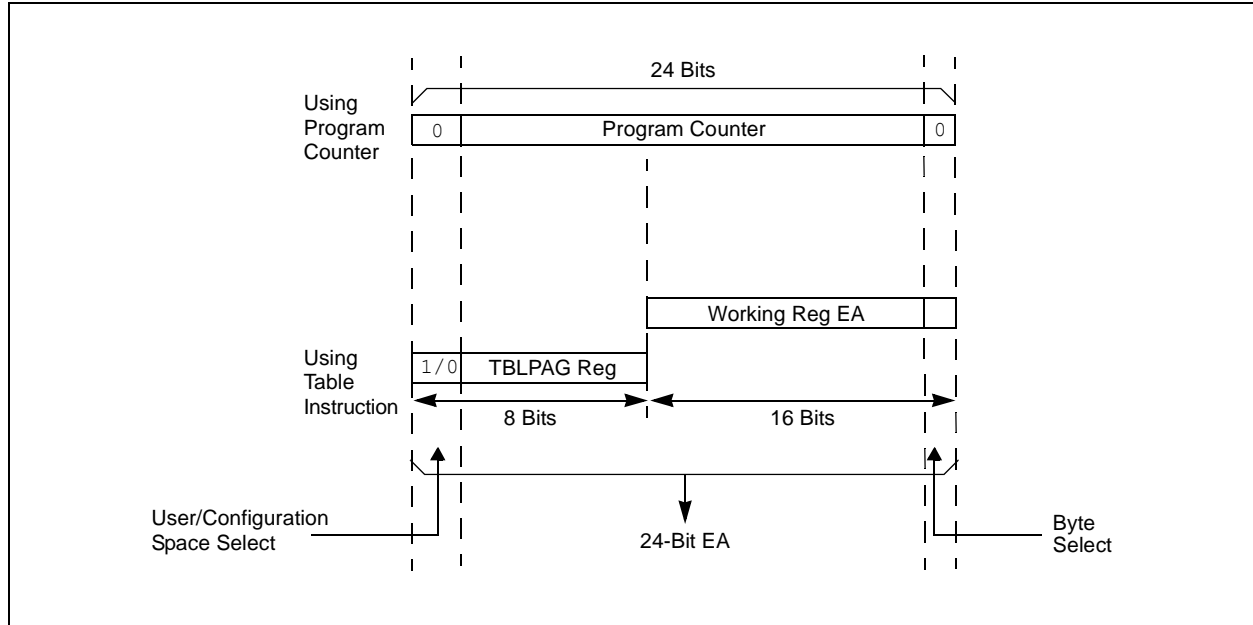 24 Bits
Using
Program
Counter
0
Program Counter
0
Working Reg EA
Using
Table
Instruction
1/0
TBLPAG Reg
8 Bits
16 Bits
User/Configuration
Space Select
24-Bit EA
Byte
Select